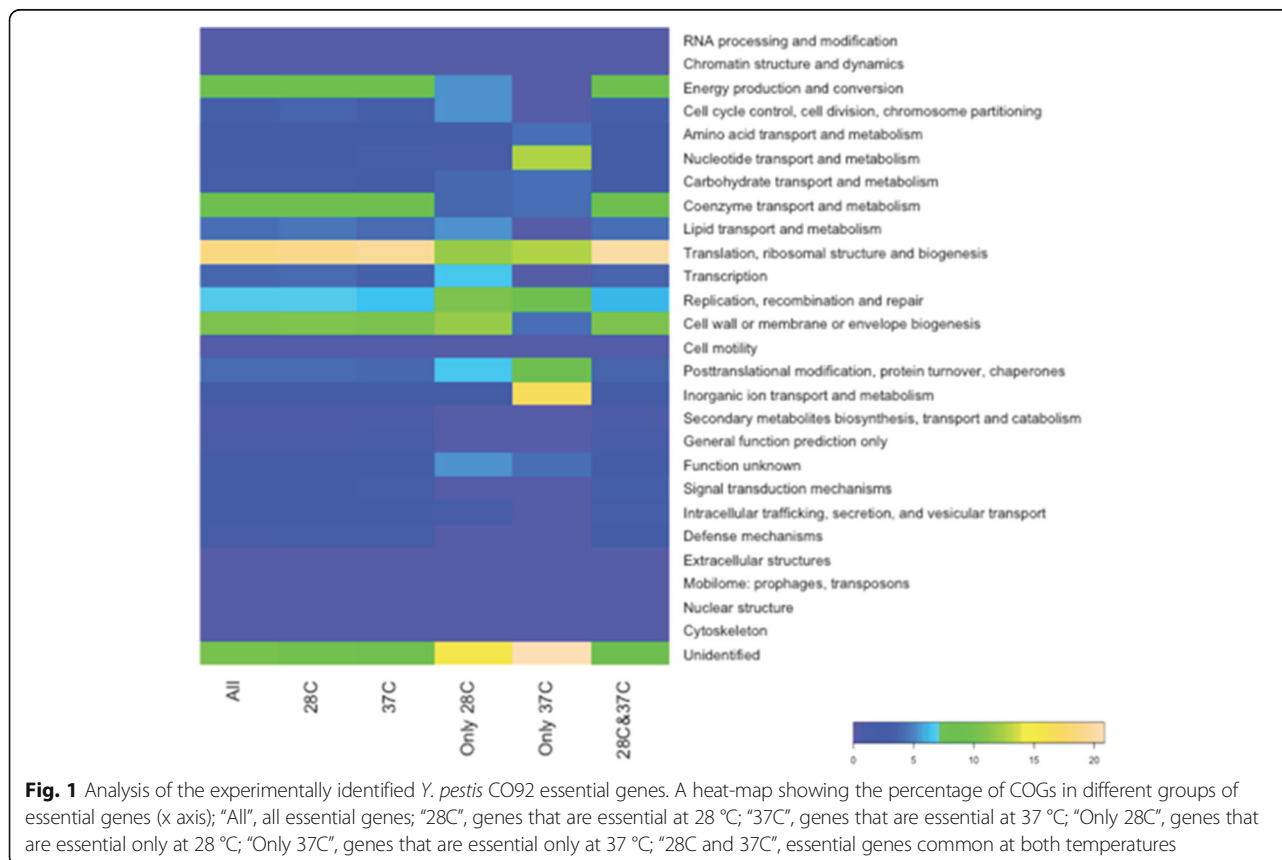 RNA processing and modification
Chromatin structure and dynamics
Energy production and conversion
Cell cycle control, cell division, chromosome partitioning
Amino acid transport and metabolism
Nucleotide transport and metabolism
Carbohydrate transport and metabolism
Coenzyme transport and metabolism
Lipid transport and metabolism
Translation, ribosomal structure and biogenesis
Transcription
Replication, recombination and repair
Cell wall or membrane or envelope biogenesis
Cell motility
Posttranslational modification, protein turnover, chaperones
Inorganic ion transport and metabolism
Secondary metabolites biosynthesis, transport and catabolism
General function prediction only
Function unknown
Signal transduction mechanisms
Intracellular trafficking, secretion, and vesicular transport
Defense mechanisms
Extracellular structures
Mobilome: prophages, transposons
Nuclear structure
Cytoskeleton
Unidentified
All
28C
37C
Only 28C
Only 37C
28C&37C
0 5 10 15 20
Fig. 1 Analysis of the experimentally identified Y. pestis CO92 essential genes. A heat-map showing the percentage of COGs in different groups of
essential genes (x axis); “All”, all essential genes; “28C”, genes that are essential at 28 °C; “37C”, genes that are essential at 37 °C; “Only 28C”, genes that
are essential only at 28 °C; “Only 37C”, genes that are essential only at 37 °C; “28C and 37C”, essential genes common at both temperatures